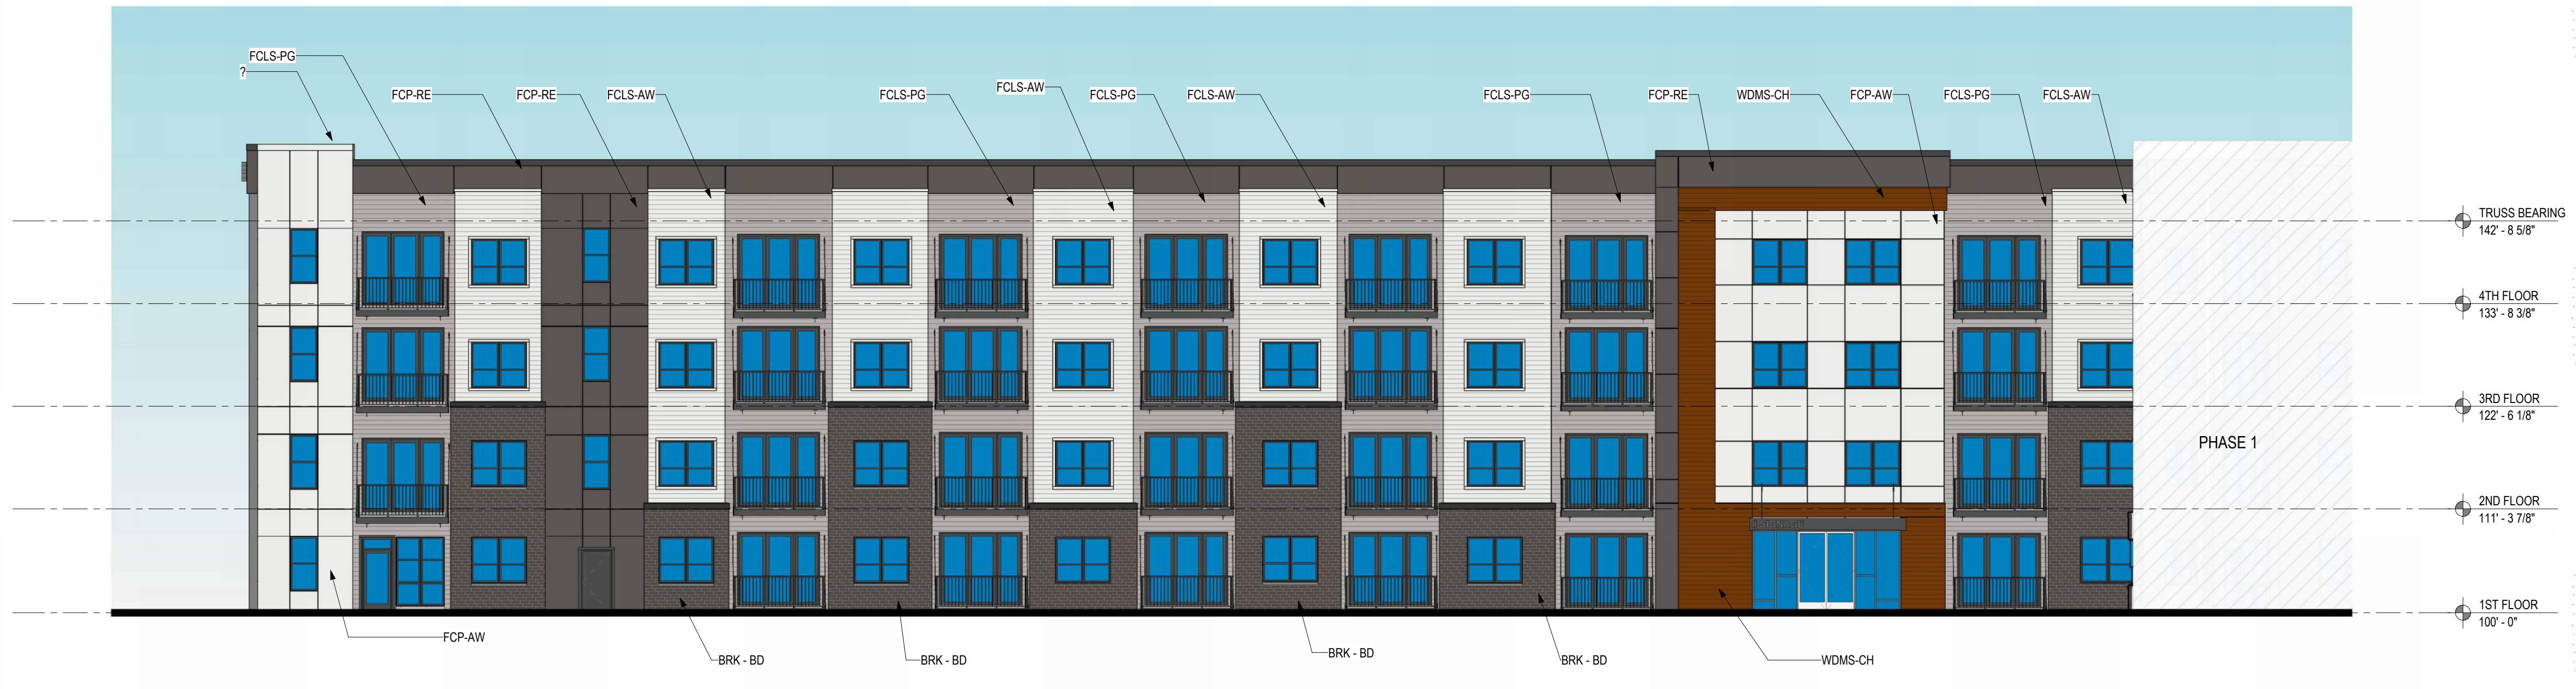 FCLS-PG
?
FCP-RE
FCP-RE
FCLS-AW
FCLS-PG
FCLS-AW
FCLS-PG
FCLS-AW
FCLS-PG
FCP-RE
WDMS-CH
FCP-AW
FCLS-PG
FCLS-AW
TRUSS BEARING
142' - 8 5/8"
4TH FLOOR
133' - 8 3/8"
3RD FLOOR
122' - 6 1/8"
PHASE 1
2ND FLOOR
111' - 3 7/8"
SIGNAGE
1ST FLOOR
100' - 0"
FCP-AW
BRK - BD
BRK - BD
BRK - BD
BRK - BD
WDMS-CH